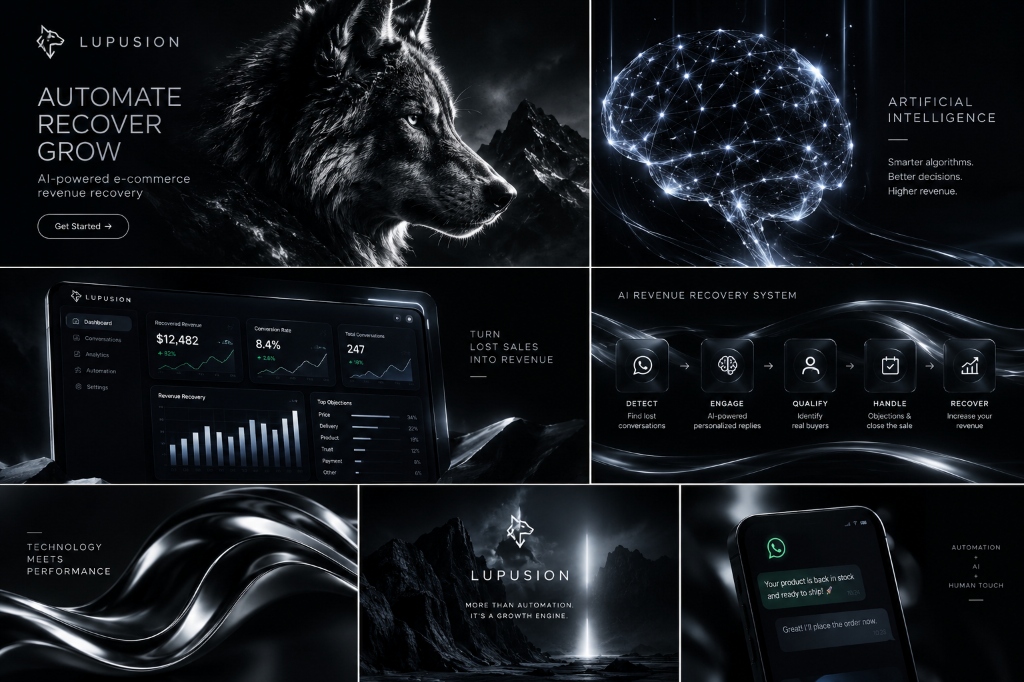 LUPUSION
AUTOMATE
RECOVER
GROW
AI-powered e-commerce
revenue recovery
Get Started →
ARTIFICIAL
INTELLIGENCE
Smarter algorithms.
Better decisions.
Higher revenue.
LUPUSION
Dashboard
Conversations
Analytics
Automation
Settings
Recovered Revenue
$12,482
Conversion Rate
8.4%
Total Conversations
247
Revenue Recovery
Top Objections
Price 34%
Delivery 22%
Product
Trust 12%
Payment
Other
TURN
LOST SALES
INTO REVENUE
AI REVENUE RECOVERY SYSTEM
DETECT
Find lost
conversations
ENGAGE
AI-powered
personalized replies
QUALIFY
Identify
real buyers
HANDLE
Objections &
close the sale
RECOVER
Increase your
revenue
TECHNOLOGY
MEETS
PERFORMANCE
LUPUSION
MORE THAN AUTOMATION.
IT'S A GROWTH ENGINE.
Your product is back in stock
and ready to ship! 🚀
Great! I'll place the order now.
AUTOMATION
+
AI
+
HUMAN TOUCH